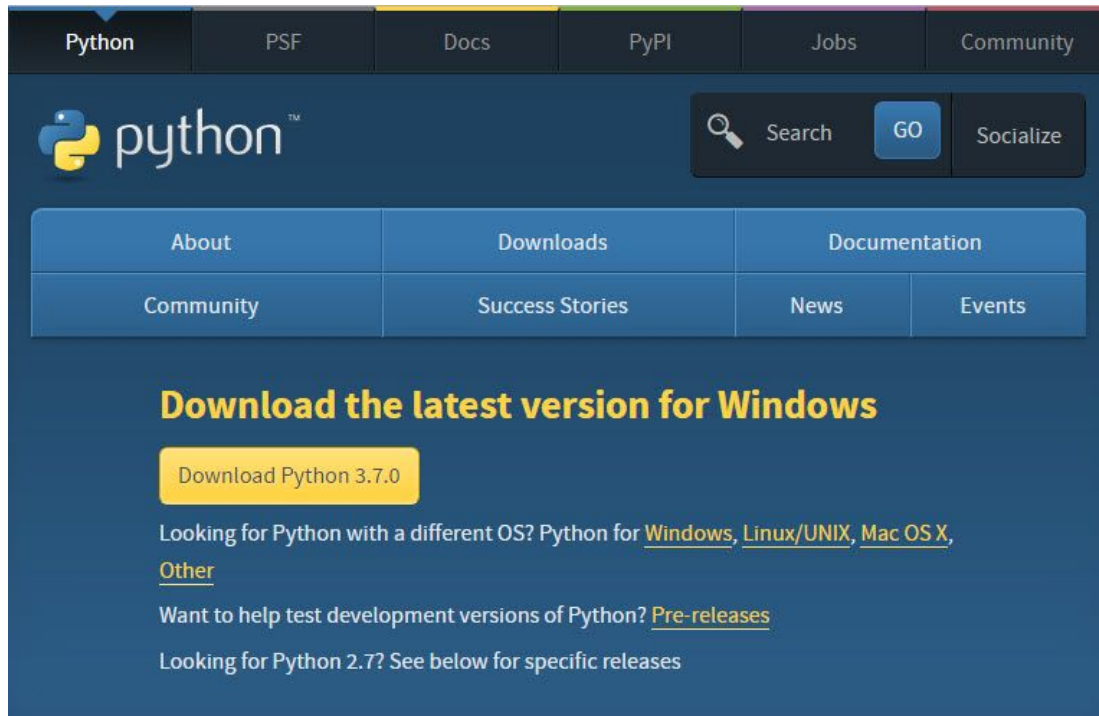 Python PSF Docs PyPI Jobs Community
python™ Search GO Socialize
About Downloads Documentation
Community Success Stories News Events
Download the latest version for Windows
Download Python 3.7.0
Looking for Python with a different OS? Python for Windows, Linux/UNIX, Mac OS X,
Other
Want to help test development versions of Python? Pre-releases
Looking for Python 2.7? See below for specific releases